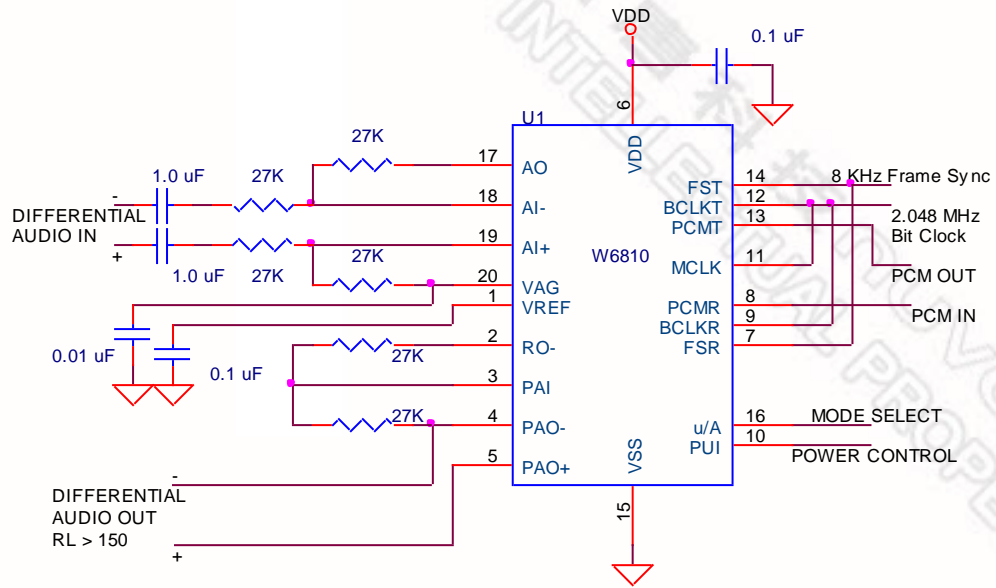 VDD
0.1 uF
6
U1
VDD
27K
17
AO
1.0 uF
27K
18
AI-
-
DIFFERENTIAL
AUDIO IN
+
19
AI+
1.0 uF
27K
27K
20
VAG
1
VREF
0.01 uF
0.1 uF
2
RO-
27K
3
PAI
27K
4
PAO-
5
PAO+
-
DIFFERENTIAL
AUDIO OUT
RL > 150
+
W6810
FST
14
8 KHz Frame Sync
BCLKT
12
2.048 MHz
Bit Clock
PCMT
13
MCLK
11
PCM OUT
PCMR
8
PCM IN
BCLKR
9
FSR
7
u/A
16
MODE SELECT
PUI
10
POWER CONTROL
VSS
15
INTELLECTUAL PROPE